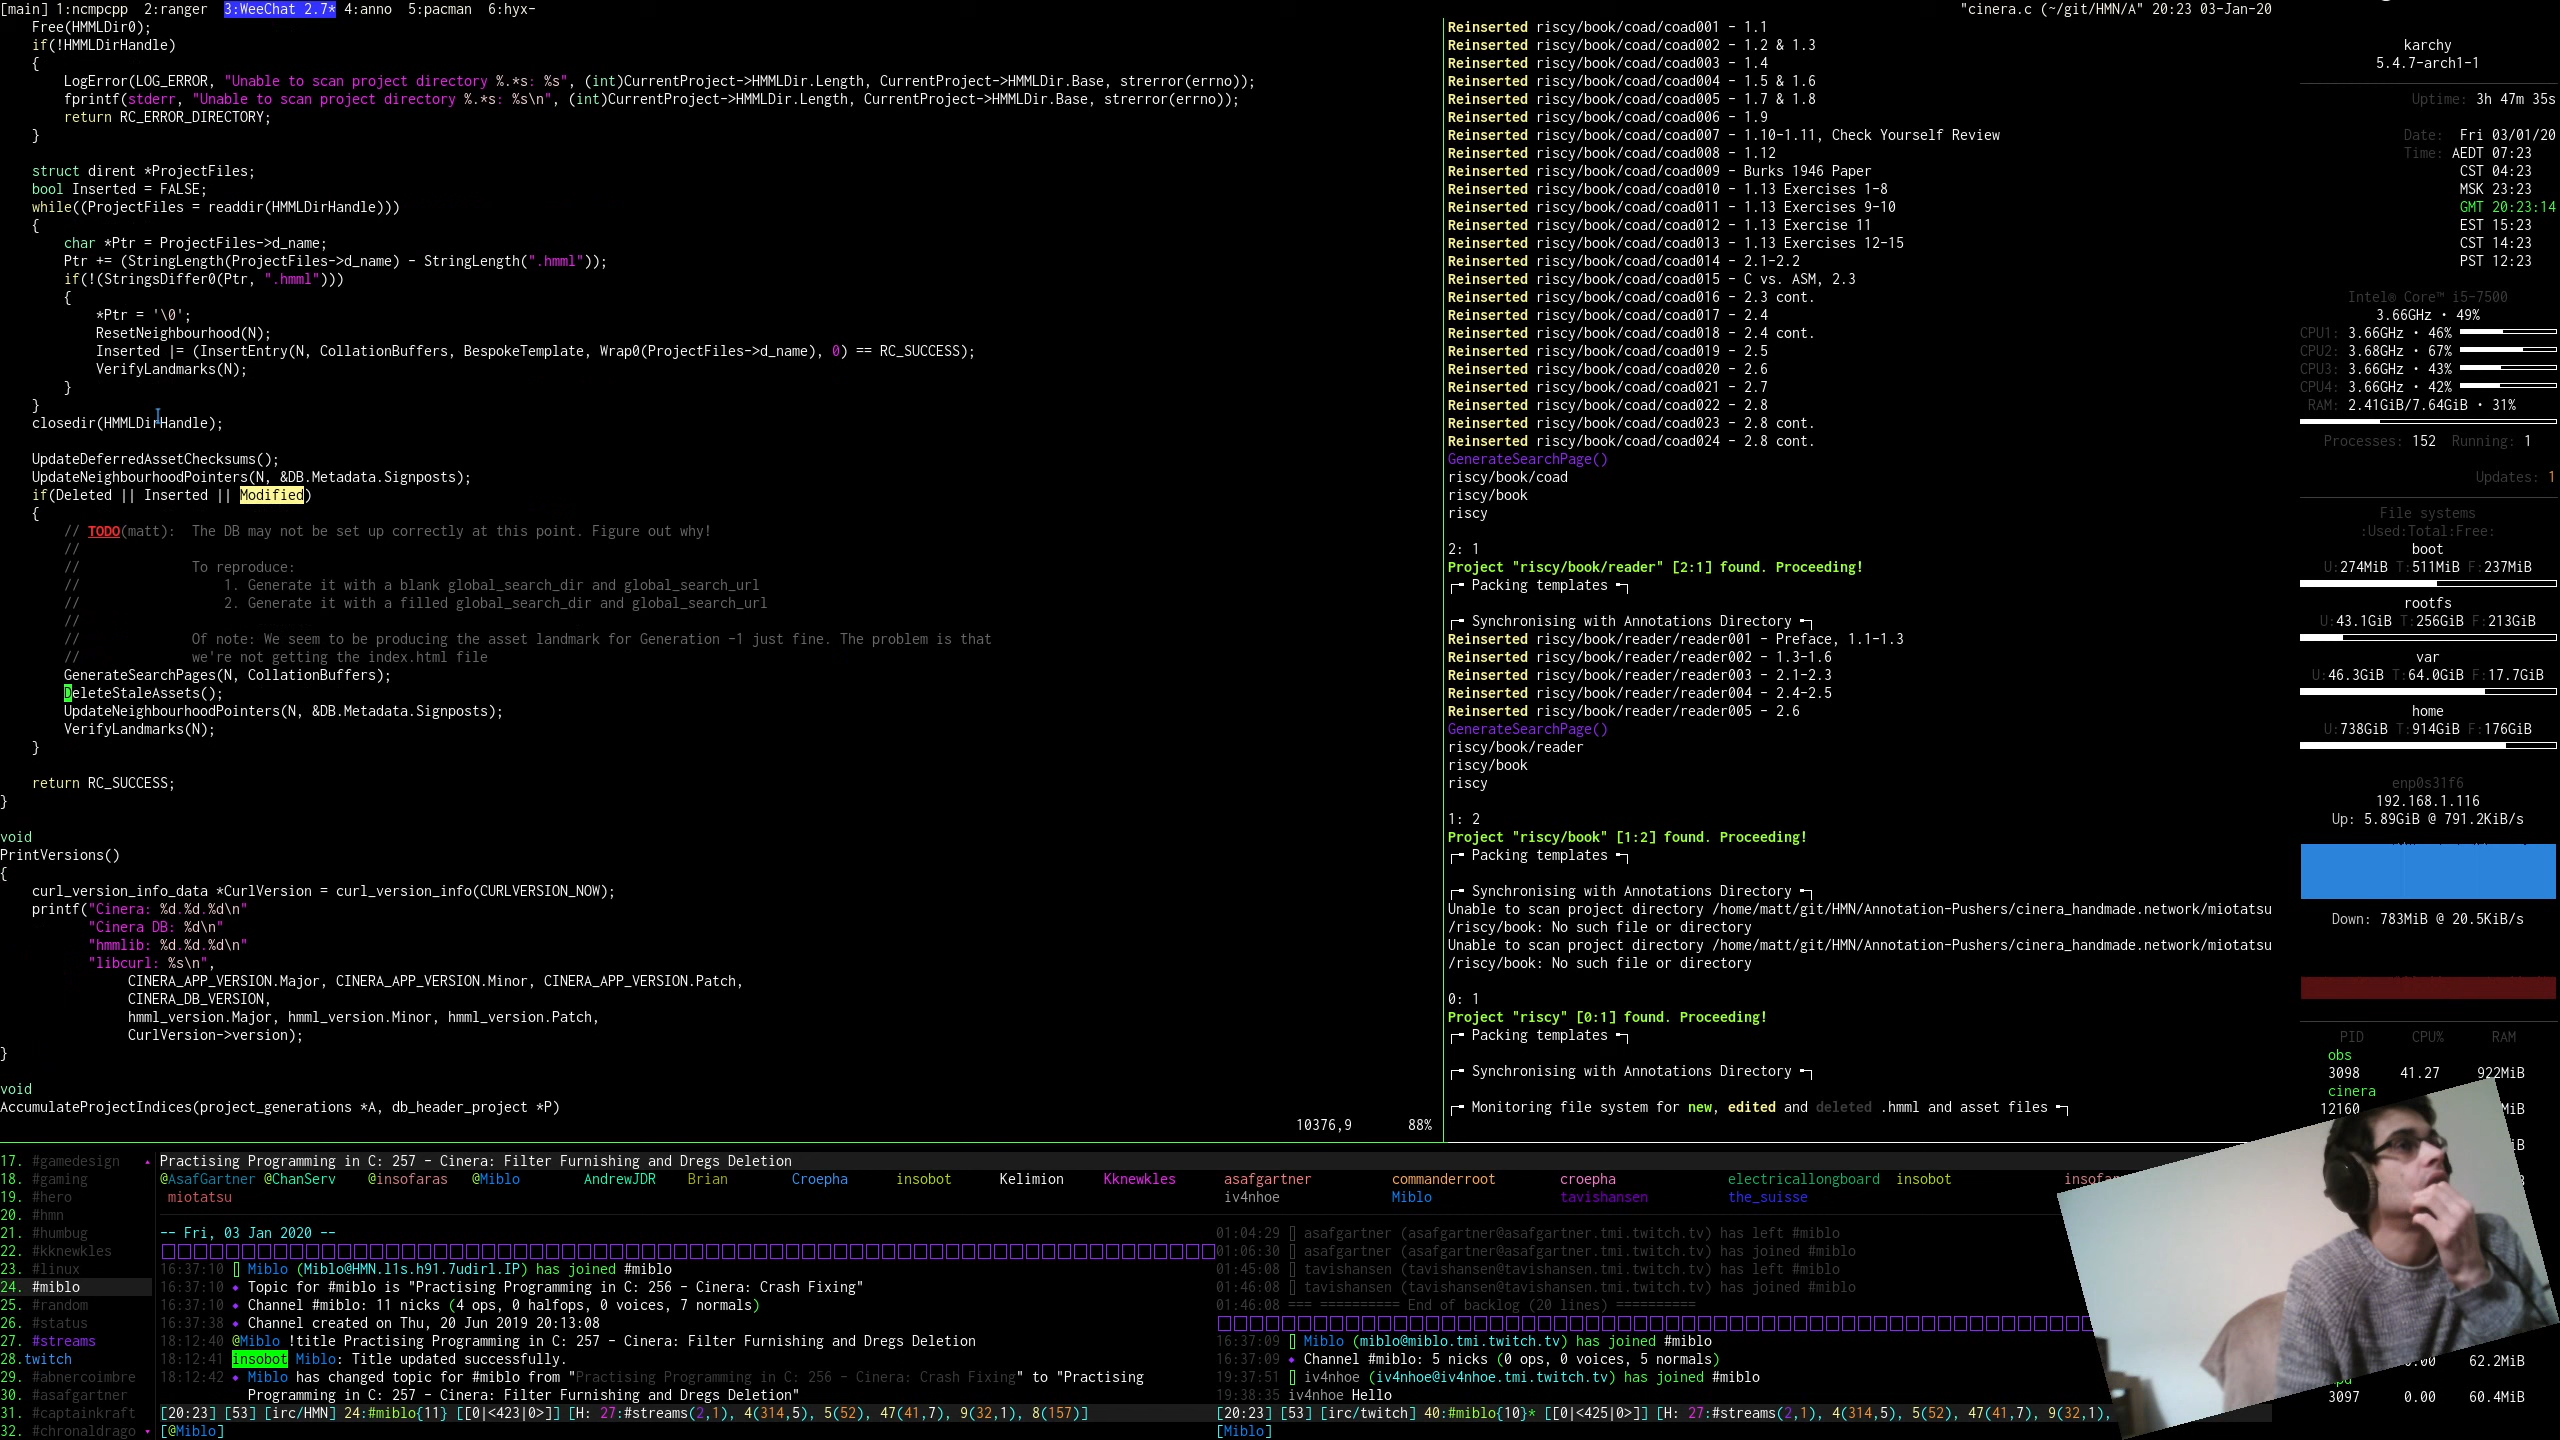 [main] 1:ncmpcpp  2:ranger  3:WeeChat 2.7* 4:anno  5:pacman  6:hyx-
"cinera.c (~/git/HMN/A" 20:23 03-Jan-20
    Free(HMMLDir0);
    if(!HMMLDirHandle)
    {
        LogError(LOG_ERROR, "Unable to scan project directory %.*s: %s", (int)CurrentProject->HMMLDir.Length, CurrentProject->HMMLDir.Base, strerror(errno));
        fprintf(stderr, "Unable to scan project directory %.*s: %s\n", (int)CurrentProject->HMMLDir.Length, CurrentProject->HMMLDir.Base, strerror(errno));
        return RC_ERROR_DIRECTORY;
    }
    struct dirent *ProjectFiles;
    bool Inserted = FALSE;
    while((ProjectFiles = readdir(HMMLDirHandle)))
    {
        char *Ptr = ProjectFiles->d_name;
        Ptr += (StringLength(ProjectFiles->d_name) - StringLength(".hmml"));
        if(!(StringsDiffer0(Ptr, ".hmml")))
        {
            *Ptr = '\0';
            ResetNeighbourhood(N);
            Inserted |= (InsertEntry(N, CollationBuffers, BespokeTemplate, Wrap0(ProjectFiles->d_name), 0) == RC_SUCCESS);
            VerifyLandmarks(N);
        }
    }
    closedir(HMMLDirHandle);
    UpdateDeferredAssetChecksums();
    UpdateNeighbourhoodPointers(N, &DB.Metadata.Signposts);
    if(Deleted || Inserted || Modified)
    {
        // TODO(matt):  The DB may not be set up correctly at this point. Figure out why!
        //
        //              To reproduce:
        //                  1. Generate it with a blank global_search_dir and global_search_url
        //                  2. Generate it with a filled global_search_dir and global_search_url
        //
        //              Of note: We seem to be producing the asset landmark for Generation -1 just fine. The problem is that
        //              we're not getting the index.html file
        GenerateSearchPages(N, CollationBuffers);
        DeleteStaleAssets();
        UpdateNeighbourhoodPointers(N, &DB.Metadata.Signposts);
        VerifyLandmarks(N);
    }
    return RC_SUCCESS;
}
void
PrintVersions()
{
    curl_version_info_data *CurlVersion = curl_version_info(CURLVERSION_NOW);
    printf("Cinera: %d.%d.%d\n"
           "Cinera DB: %d\n"
           "hmmlib: %d.%d.%d\n"
           "libcurl: %s\n",
                CINERA_APP_VERSION.Major, CINERA_APP_VERSION.Minor, CINERA_APP_VERSION.Patch,
                CINERA_DB_VERSION,
                hmml_version.Major, hmml_version.Minor, hmml_version.Patch,
                CurlVersion->version);
}
void
AccumulateProjectIndices(project_generations *A, db_header_project *P)
10376,9       88%
Reinserted riscy/book/coad/coad001 - 1.1
Reinserted riscy/book/coad/coad002 - 1.2 & 1.3
Reinserted riscy/book/coad/coad003 - 1.4
Reinserted riscy/book/coad/coad004 - 1.5 & 1.6
Reinserted riscy/book/coad/coad005 - 1.7 & 1.8
Reinserted riscy/book/coad/coad006 - 1.9
Reinserted riscy/book/coad/coad007 - 1.10-1.11, Check Yourself Review
Reinserted riscy/book/coad/coad008 - 1.12
Reinserted riscy/book/coad/coad009 - Burks 1946 Paper
Reinserted riscy/book/coad/coad010 - 1.13 Exercises 1-8
Reinserted riscy/book/coad/coad011 - 1.13 Exercises 9-10
Reinserted riscy/book/coad/coad012 - 1.13 Exercise 11
Reinserted riscy/book/coad/coad013 - 1.13 Exercises 12-15
Reinserted riscy/book/coad/coad014 - 2.1-2.2
Reinserted riscy/book/coad/coad015 - C vs. ASM, 2.3
Reinserted riscy/book/coad/coad016 - 2.3 cont.
Reinserted riscy/book/coad/coad017 - 2.4
Reinserted riscy/book/coad/coad018 - 2.4 cont.
Reinserted riscy/book/coad/coad019 - 2.5
Reinserted riscy/book/coad/coad020 - 2.6
Reinserted riscy/book/coad/coad021 - 2.7
Reinserted riscy/book/coad/coad022 - 2.8
Reinserted riscy/book/coad/coad023 - 2.8 cont.
Reinserted riscy/book/coad/coad024 - 2.8 cont.
GenerateSearchPage()
riscy/book/coad
riscy/book
riscy
2: 1
Project "riscy/book/reader" [2:1] found. Proceeding!
Packing templates
Synchronising with Annotations Directory
Reinserted riscy/book/reader/reader001 - Preface, 1.1-1.3
Reinserted riscy/book/reader/reader002 - 1.3-1.6
Reinserted riscy/book/reader/reader003 - 2.1-2.3
Reinserted riscy/book/reader/reader004 - 2.4-2.5
Reinserted riscy/book/reader/reader005 - 2.6
GenerateSearchPage()
riscy/book/reader
riscy/book
riscy
1: 2
Project "riscy/book" [1:2] found. Proceeding!
Packing templates
Synchronising with Annotations Directory
Unable to scan project directory /home/matt/git/HMN/Annotation-Pushers/cinera_handmade.network/miotatsu
/riscy/book: No such file or directory
Unable to scan project directory /home/matt/git/HMN/Annotation-Pushers/cinera_handmade.network/miotatsu
/riscy/book: No such file or directory
0: 1
Project "riscy" [0:1] found. Proceeding!
Packing templates
Synchronising with Annotations Directory
Monitoring file system for new, edited and deleted .hmml and asset files
karchy
5.4.7-arch1-1
Uptime: 3h 47m 35s
Date: Fri 03/01/20
Time: AEDT 07:23
CST 04:23
MSK 23:23
GMT 20:23:14
EST 15:23
CST 14:23
PST 12:23
Intel® Core™ i5-7500
3.66GHz • 49%
CPU1: 3.66GHz • 46%
CPU2: 3.68GHz • 67%
CPU3: 3.66GHz • 43%
CPU4: 3.66GHz • 42%
RAM: 2.41GiB/7.64GiB • 31%
Processes: 152  Running: 1
Updates: 1
File systems
:Used:Total:Free:
boot
U:274MiB T:511MiB F:237MiB
rootfs
U:43.1GiB T:256GiB F:213GiB
var
U:46.3GiB T:64.0GiB F:17.7GiB
home
U:738GiB T:914GiB F:176GiB
enp0s31f6
192.168.1.116
Up: 5.89GiB @ 791.2KiB/s
Down: 783MiB @ 20.5KiB/s
PID CPU% RAM
obs
3098 41.27 922MiB
cinera
12160
62.2MiB
3097 0.00 60.4MiB
17. #gamedesign
18. #gaming
19. #hero
20. #hmn
21. #humbug
22. #kknewkles
23. #linux
24. #miblo
25. #random
26. #status
27. #streams
28.twitch
29. #abnercoimbre
30. #asafgartner
31. #captainkraft
32. #chronaldrago
Practising Programming in C: 257 - Cinera: Filter Furnishing and Dregs Deletion
@AsafGartner @ChanServ @insofaras @Miblo AndrewJDR Brian Croepha insobot Kelimion Kknewkles
miotatsu
-- Fri, 03 Jan 2020 --
16:37:10 Miblo (Miblo@HMN.l1s.h91.7udirl.IP) has joined #miblo
16:37:10 Topic for #miblo is "Practising Programming in C: 256 - Cinera: Crash Fixing"
16:37:10 Channel #miblo: 11 nicks (4 ops, 0 halfops, 0 voices, 7 normals)
16:37:38 Channel created on Thu, 20 Jun 2019 20:13:08
18:12:40 @Miblo !title Practising Programming in C: 257 - Cinera: Filter Furnishing and Dregs Deletion
18:12:41 insobot Miblo: Title updated successfully.
18:12:42 Miblo has changed topic for #miblo from "Practising Programming in C: 256 - Cinera: Crash Fixing" to "Practising
Programming in C: 257 - Cinera: Filter Furnishing and Dregs Deletion"
[20:23] [53] [irc/HMN] 24:#miblo{11} [[0|<423|0>]] [H: 27:#streams(2,1), 4(314,5), 5(52), 47(41,7), 9(32,1), 8(157)]
[@Miblo]
asafgartner commanderroot croepha electricallongboard insobot
iv4nhoe Miblo tavishansen the_suisse
01:04:29 asafgartner (asafgartner@asafgartner.tmi.twitch.tv) has left #miblo
01:06:30 asafgartner (asafgartner@asafgartner.tmi.twitch.tv) has joined #miblo
01:45:08 tavishansen (tavishansen@tavishansen.tmi.twitch.tv) has left #miblo
01:46:08 tavishansen (tavishansen@tavishansen.tmi.twitch.tv) has joined #miblo
01:46:08 === ========== End of backlog (20 lines) ==========
16:37:09 Miblo (miblo@miblo.tmi.twitch.tv) has joined #miblo
16:37:09 Channel #miblo: 5 nicks (0 ops, 0 voices, 5 normals)
19:37:51 iv4nhoe (iv4nhoe@iv4nhoe.tmi.twitch.tv) has joined #miblo
19:38:35 iv4nhoe Hello
[20:23] [53] [irc/twitch] 40:#miblo{10}* [[0|<425|0>]] [H: 27:#streams(2,1), 4(314,5), 5(52), 47(41,7), 9(32,1),
[Miblo]